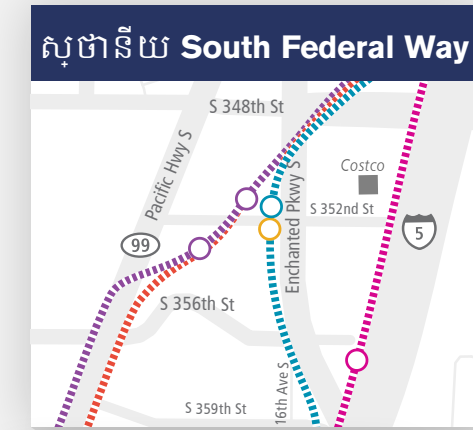 ស្ថានីយ South Federal Way
S 348th St
Pacific Hwy S
Costco
Enchanted Pkwy S
S 352nd St
99
5
S 356th St
16th Ave S
S 359th St